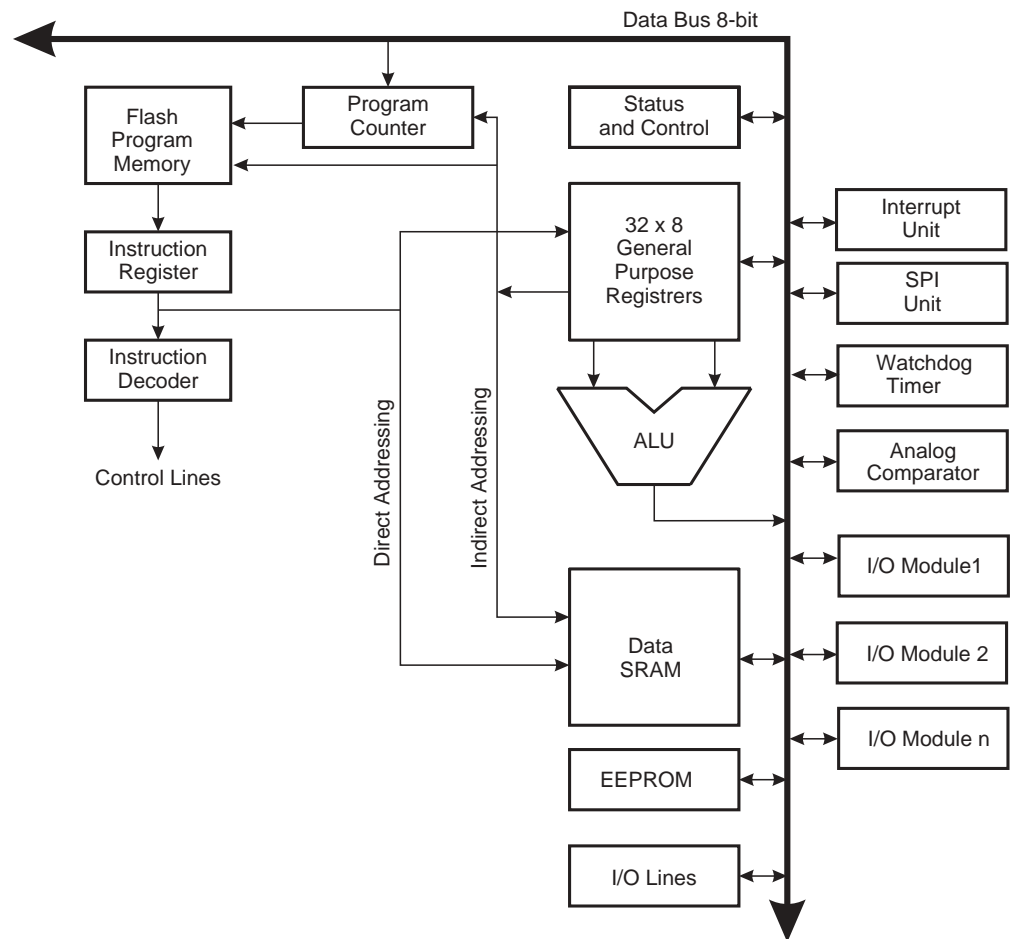 Data Bus 8-bit
Flash
Program
Memory
Program
Counter
Status
and Control
Interrupt
Unit
32 x 8
General
Purpose
Registrers
Instruction
Register
SPI
Unit
Instruction
Decoder
Watchdog
Timer
Direct Addressing
Indirect Addressing
ALU
Control Lines
Analog
Comparator
I/O Module1
Data
SRAM
I/O Module 2
I/O Module n
EEPROM
I/O Lines